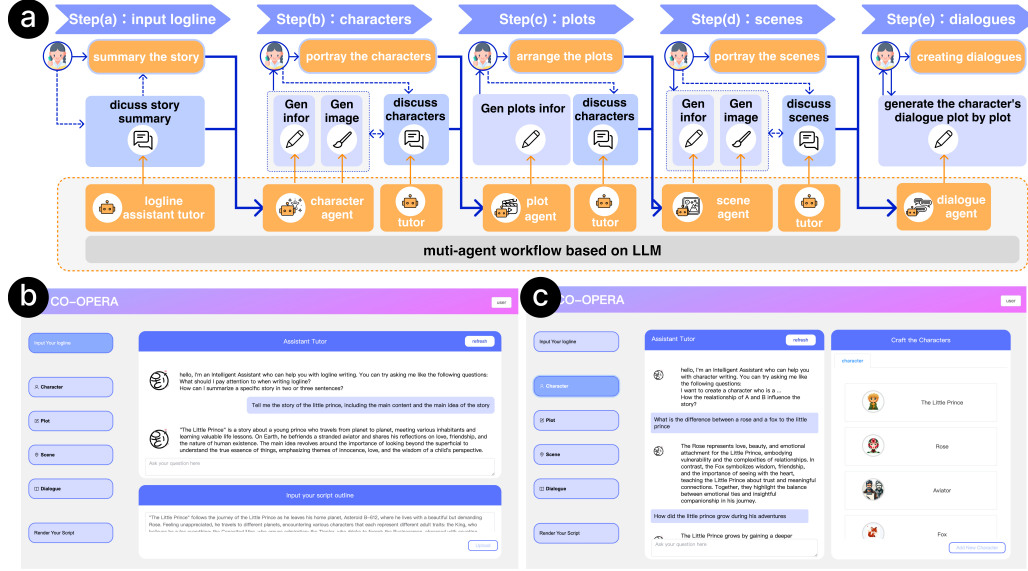 a
Step(a)：input logline
Step(b)：characters
Step(c)：plots
Step(d)：scenes
Step(e)：dialogues
summary the story
portray the characters
arrange the plots
portray the scenes
creating dialogues
dicuss story
summary
Gen
infor
Gen
image
discuss
characters
Gen plots infor
discuss
characters
Gen
infor
Gen
image
discuss
scenes
generate the character's
dialogue plot by plot
logline
assistant tutor
character
agent
tutor
plot
agent
tutor
scene
agent
tutor
dialogue
agent
muti-agent workflow based on LLM
b
CO-OPERA
user
Input Your logline
Character
Plot
Scene
Dialogue
Render Your Script
Assistant Tutor
refresh
hello, I'm an Intelligent Assistant who can help you with logline writing. You can try asking me like the following questions:
What should I pay attention to when writing logline?
How can I summarize a specific story in two or three sentences?
Tell me the story of the little prince, including the main content and the main idea of the story
"The Little Prince" is a story about a young prince who travels from planet to planet, meeting various inhabitants and
learning valuable life lessons. On Earth, he befriends a stranded aviator and shares his reflections on love, friendship, and
the nature of human existence. The main idea revolves around the importance of looking beyond the superficial to
understand the true essence of things, emphasizing themes of innocence, love, and the wisdom of a child's perspective.
Ask your question here
Input your script outline
"The Little Prince" follows the journey of the Little Prince as he leaves his home planet, Asteroid B-612, where he lives with a beautiful but demanding
Rose. Feeling unappreciated, he travels to different planets, encountering various characters that each represent different adult traits: the King, who
Upload
c
CO-OPERA
user
Input Your logline
Character
Plot
Scene
Dialogue
Render Your Script
Assistant Tutor
refresh
hello, I'm an Intelligent Assistant who can help you
with character writing. You can try asking me like
the following questions:
I want to create a character who is a ...
How the realationship of A and B influence the
story?
What is the difference between a rose and a fox to the little
prince
The Rose represents love, beauty, and emotional
attachment for the Little Prince, embodying
vulnerability and the complexities of relationships. In
contrast, the Fox symbolizes wisdom, friendship,
and the importance of seeing with the heart,
teaching the Little Prince about trust and meaningful
connections. Together, they highlight the balance
between emotional ties and insightful
companionship in his journey.
How did the little prince grow during his adventures
The Little Prince grows by gaining a deeper
Ask your question here
Craft the Characters
character
The Little Prince
Rose
Aviator
Fox
Add New Character